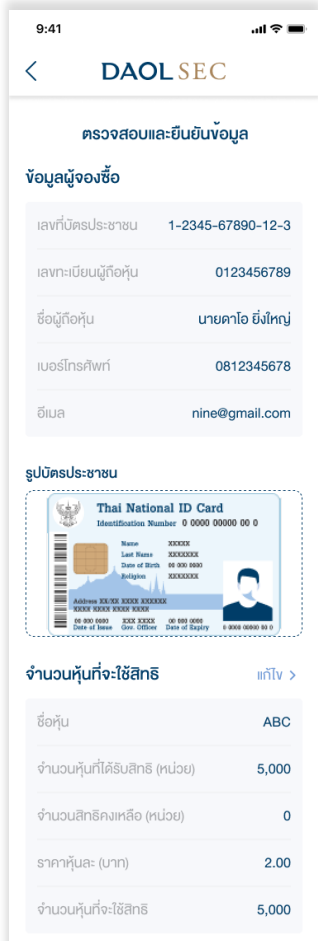 9:41
DAOL SEC
ตรวจสอบและยืนยันข้อมูล
ข้อมูลผู้จองซื้อ
เลขที่บัตรประชาชน 1-2345-67890-12-3
เลขทะเบียนผู้ถือหุ้น 0123456789
ชื่อผู้ถือหุ้น นายดาโอ ยิ่งใหญ่
เบอร์โทรศัพท์ 0812345678
อีเมล nine@gmail.com
รูปบัตรประชาชน
Thai National ID Card
Identification Number 0 0000 00000 00 0
Name XXXXX
Last Name XXXXXXX
Date of Birth 00 000 0000
Religion XXXXXXX
Address XX/XX XXXX XXXXXX
XXXX XXXX XXXX XXXX
00 000 0000 XXX XXXX 00 000 0000
Date of Issue Gov. Officer Date of Expiry 0 0000 00000 00 0
จำนวนหุ้นที่จะใช้สิทธิ แก้ไข >
ชื่อหุ้น ABC
จำนวนหุ้นที่ได้รับสิทธิ (หน่วย) 5,000
จำนวนสิทธิคงเหลือ (หน่วย) 0
ราคาหุ้นละ (บาท) 2.00
จำนวนหุ้นที่จะใช้สิทธิ 5,000